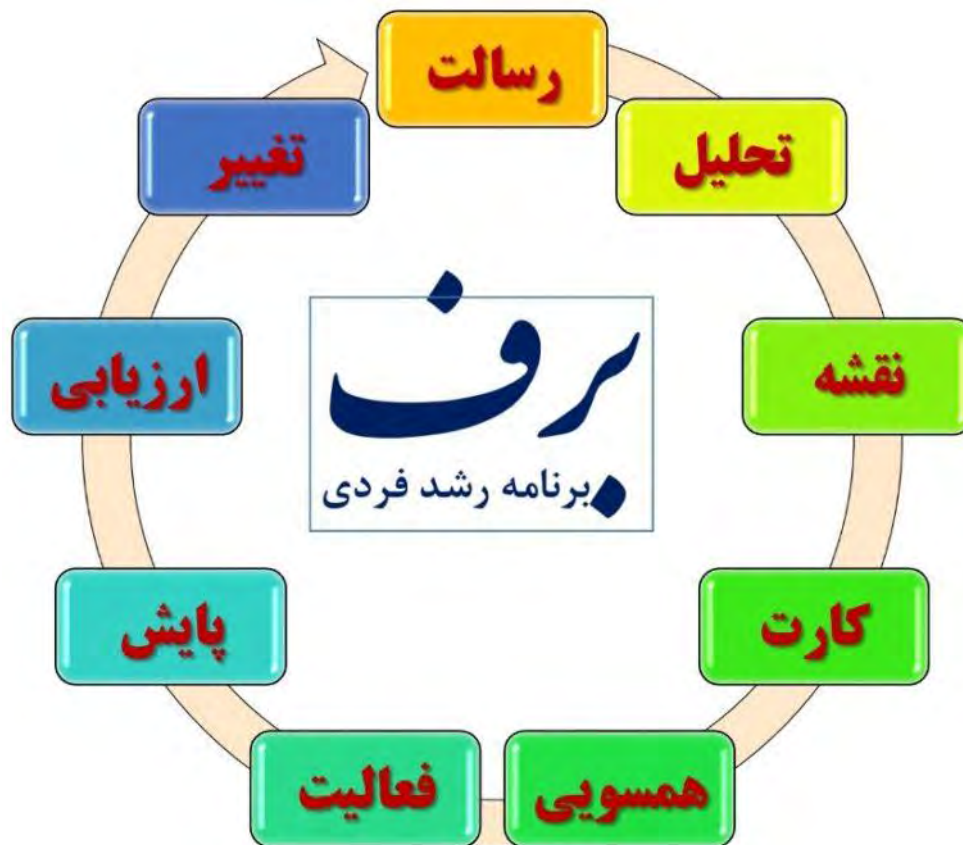 رسالت
تحلیل
نقشه
کارت
همسویی
فعالیت
پایش
ارزیابی
تغییر
برف
برنامه رشد فردی